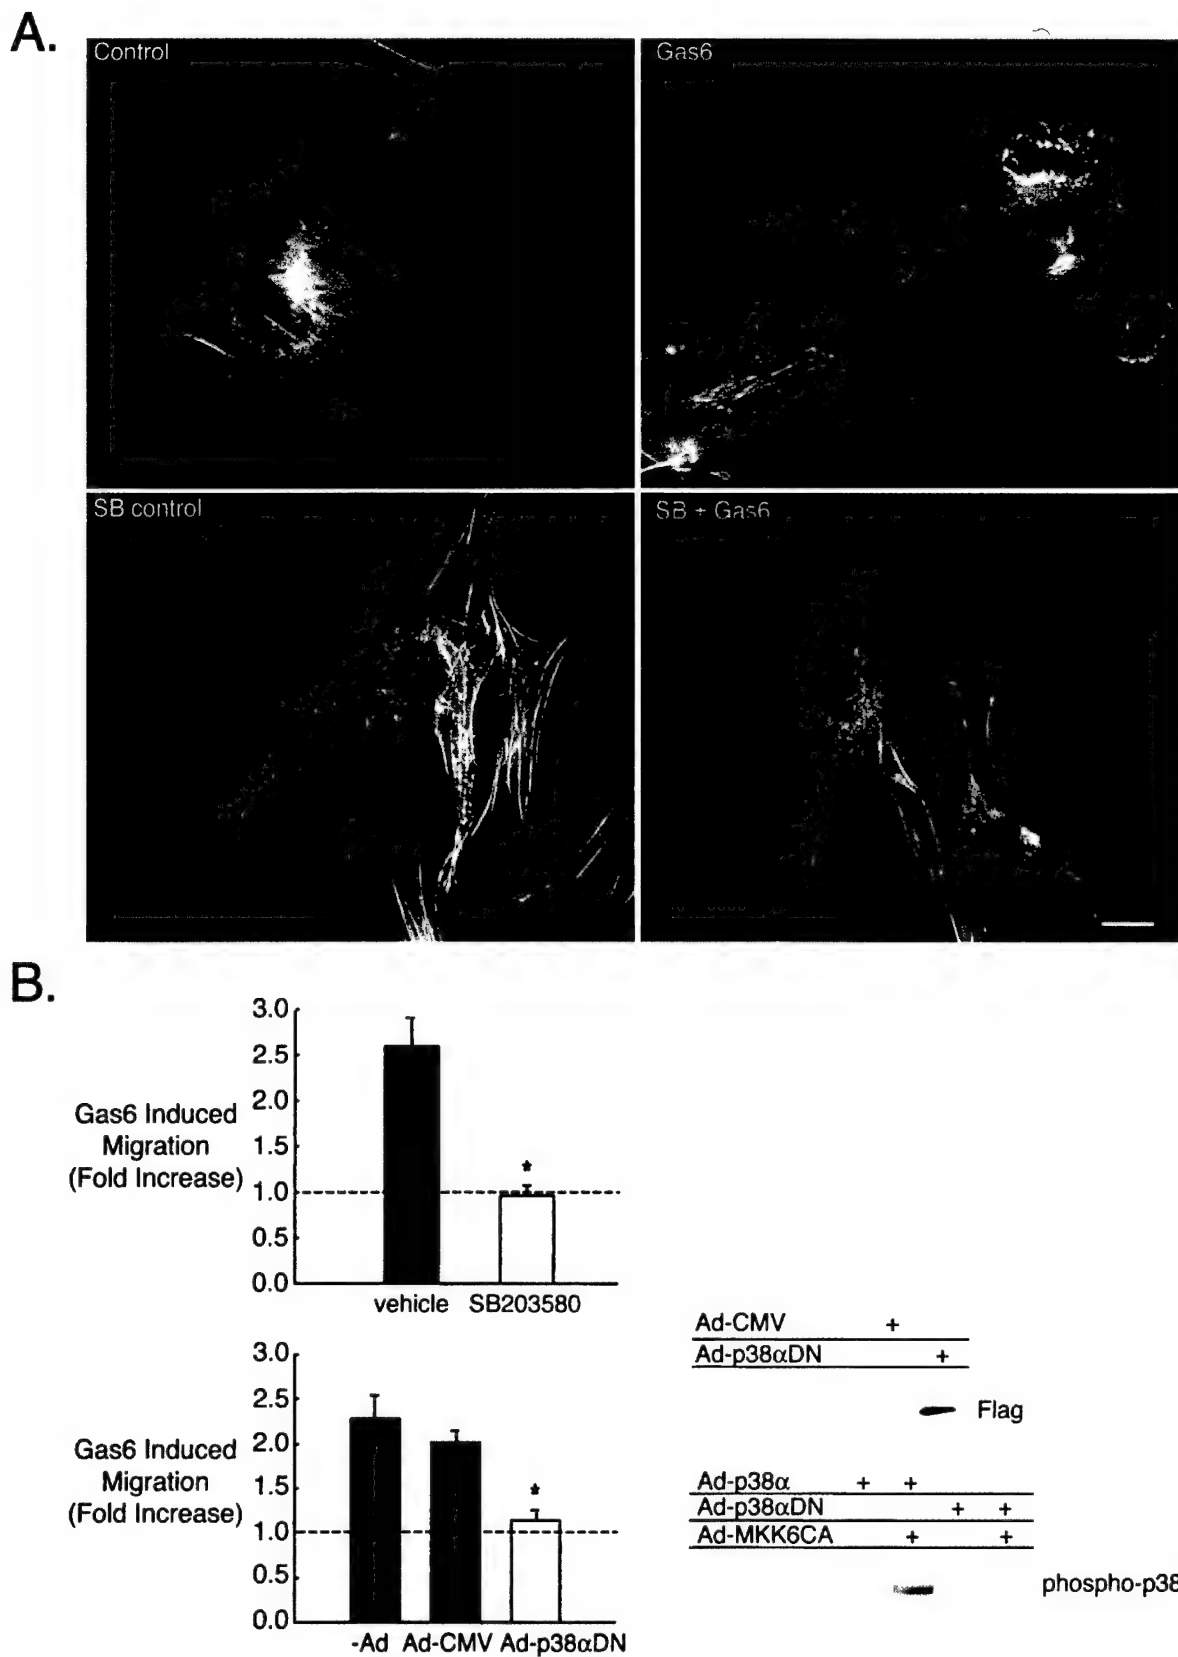 A.
Control
Gas6
SB control
SB + Gas6
B.
3.0
2.5
2.0
1.5
1.0
0.5
0.0
Gas6 Induced
Migration
(Fold Increase)
*
vehicle SB203580
3.0
2.5
2.0
1.5
1.0
0.5
0.0
Gas6 Induced
Migration
(Fold Increase)
*
-Ad Ad-CMV Ad-p38αDN
Ad-CMV +
Ad-p38αDN +
Flag
Ad-p38α + +
Ad-p38αDN + +
Ad-MKK6CA + +
phospho-p38